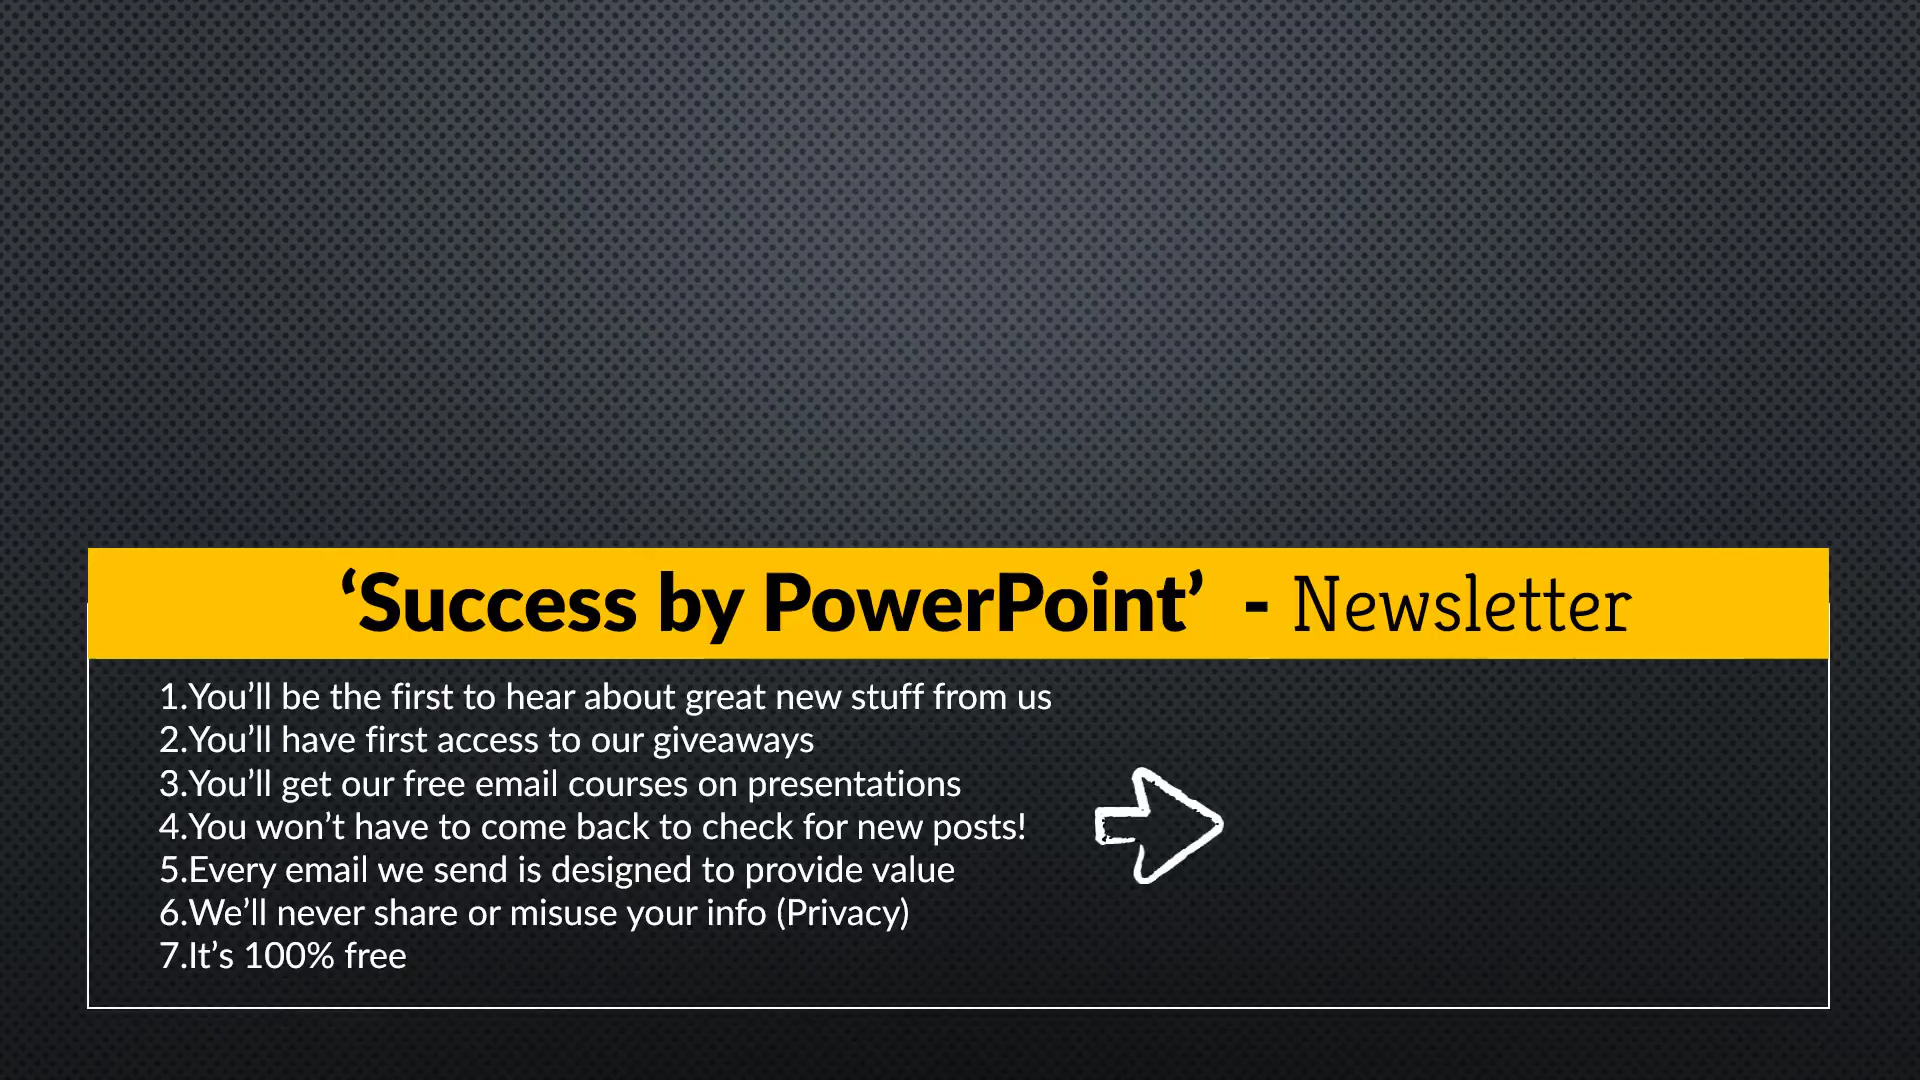 ‘Success by PowerPoint’ - Newsletter
1.You’ll be the first to hear about great new stuff from us
2.You’ll have first access to our giveaways
3.You’ll get our free email courses on presentations
4.You won’t have to come back to check for new posts!
5.Every email we send is designed to provide value
6.We’ll never share or misuse your info (Privacy)
7.It’s 100% free